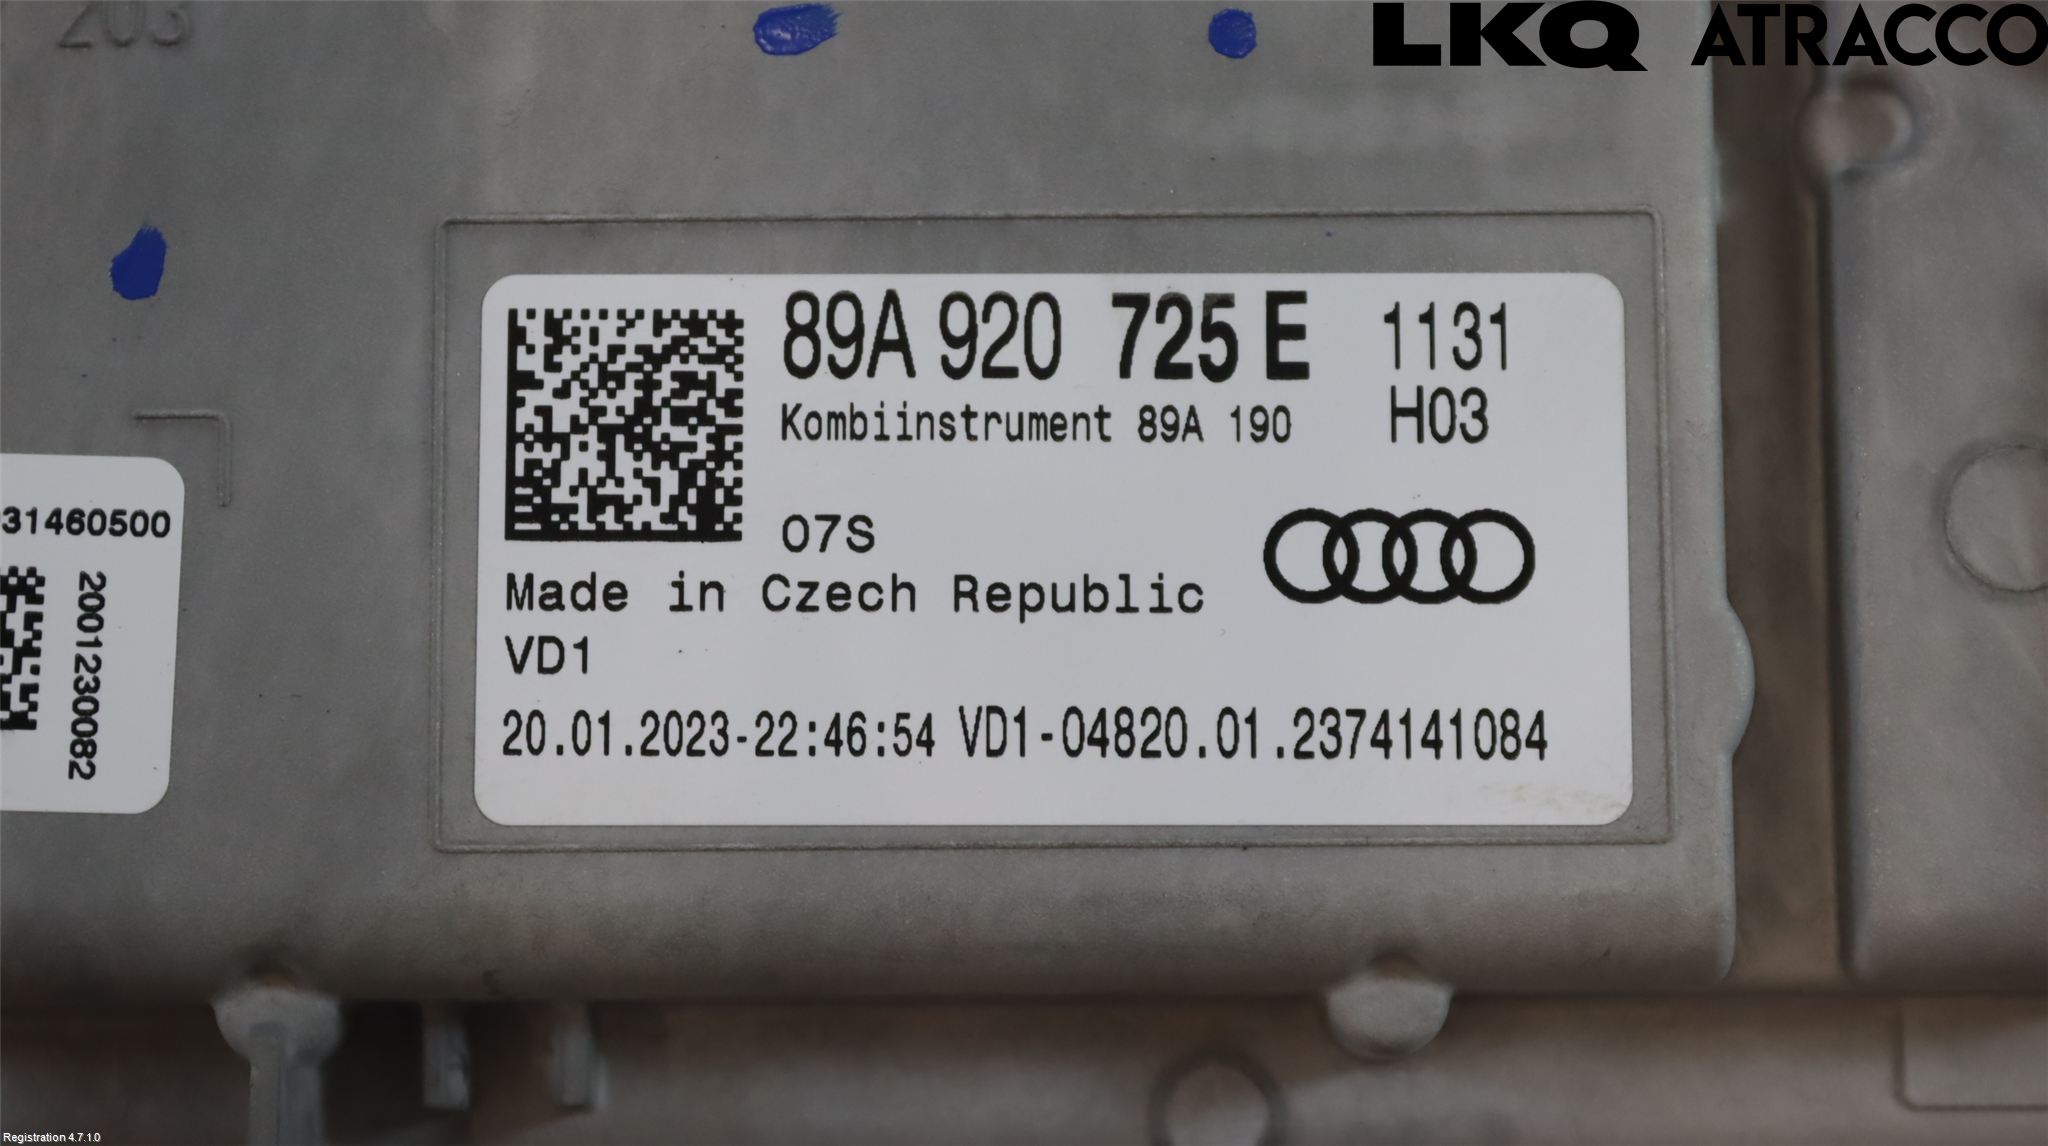 203
LKQ ATRACCO
89A 920 725 E 1131
Kombiinstrument 89A 190 H03
07S
Made in Czech Republic
VD1
20.01.2023-22:46:54 VD1-04820.01.2374141084
31460500
2001230082
Registration 4.7.1.0